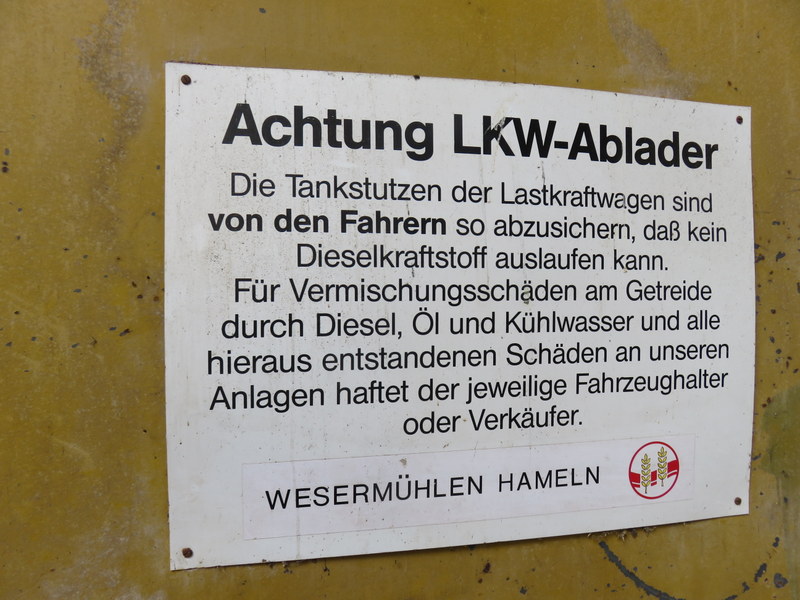 Achtung LKW-Ablader
Die Tankstutzen der Lastkraftwagen sind
von den Fahrern so abzusichern, daß kein
Dieselkraftstoff auslaufen kann.
Für Vermischungsschäden am Getreide
durch Diesel, Öl und Kühlwasser und alle
hieraus entstandenen Schäden an unseren
Anlagen haftet der jeweilige Fahrzeughalter
oder Verkäufer.
WESERMÜHLEN HAMELN